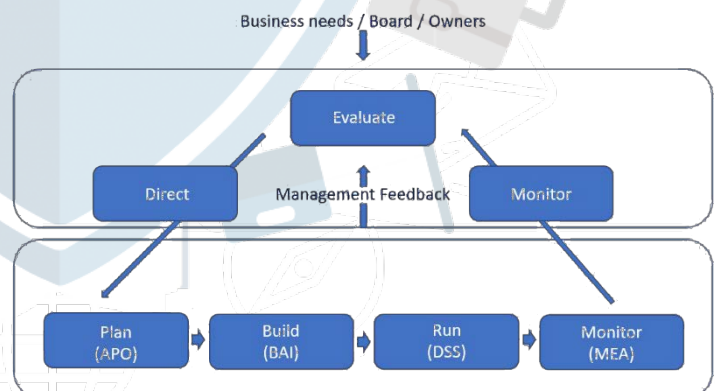 Business needs / Board / Owners
Evaluate
Direct
Management Feedback
Monitor
Plan
(APO)
Build
(BAI)
Run
(DSS)
Monitor
(MEA)